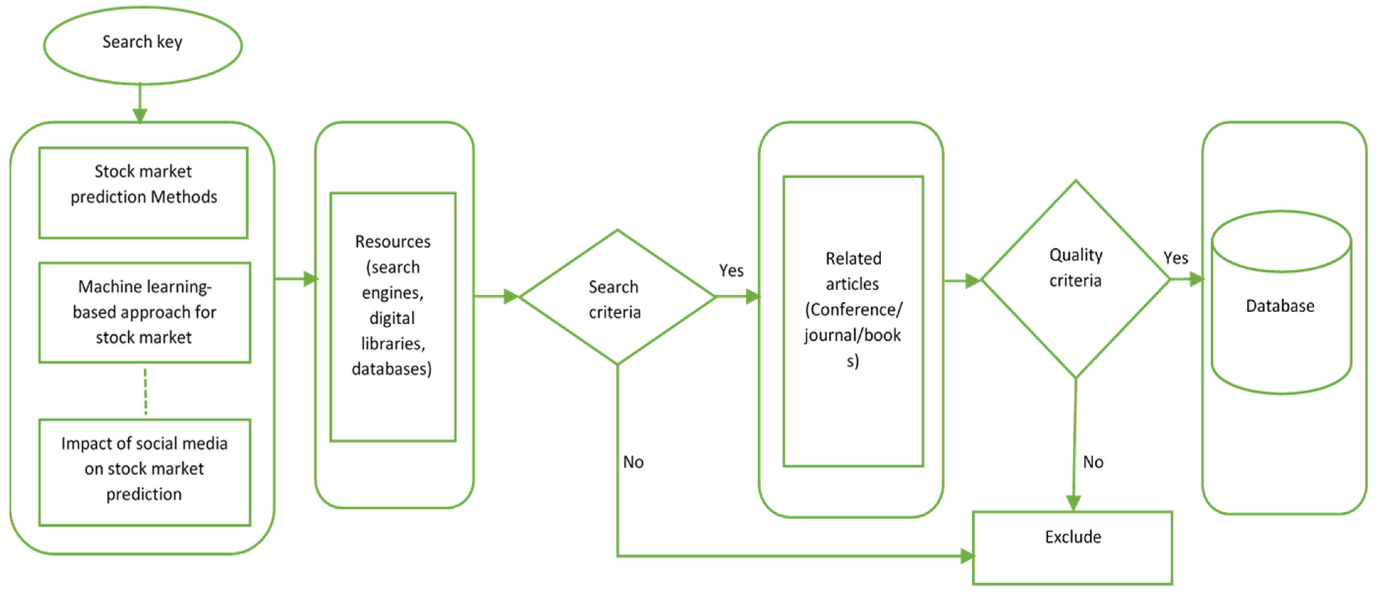 Search key
Stock market
prediction Methods
Machine learning-
based approach for
stock market
Impact of social media
on stock market
prediction
Resources
(search
engines,
digital
libraries,
databases)
Search
criteria
Yes
No
Related
articles
(Conference/
journal/book
s)
Quality
criteria
Yes
No
Exclude
Database